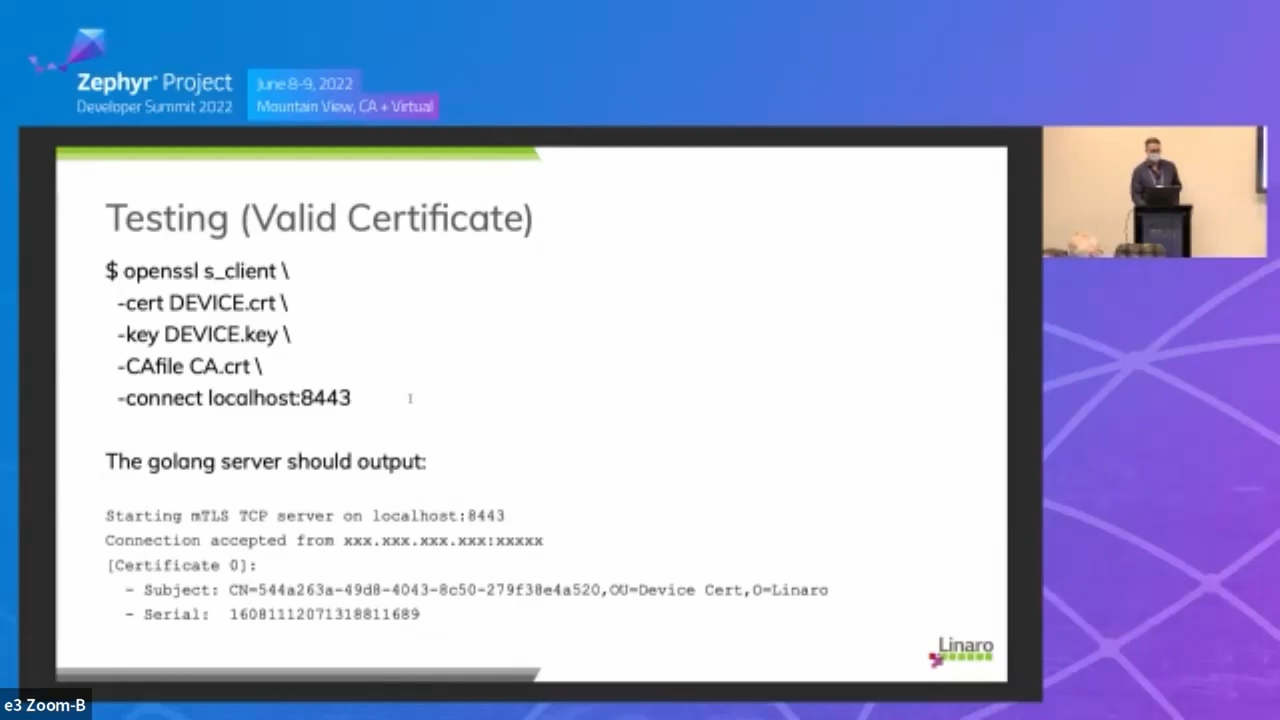 Zephyr® Project
Developer Summit 2022
June 8-9, 2022
Mountain View, CA + Virtual
Testing (Valid Certificate)
$ openssl s_client \
-cert DEVICE.crt \
-key DEVICE.key \
-CAfile CA.crt \
-connect localhost:8443
The golang server should output:
Starting mTLS TCP server on localhost:8443
Connection accepted from xxx.xxx.xxx.xxx:xxxxx
[Certificate 0]:
- Subject: CN=544a263a-49d8-4043-8c50-279f38e4a520,OU=Device Cert,O=Linaro
- Serial: 16081112071318811689
Linaro
e3 Zoom-B